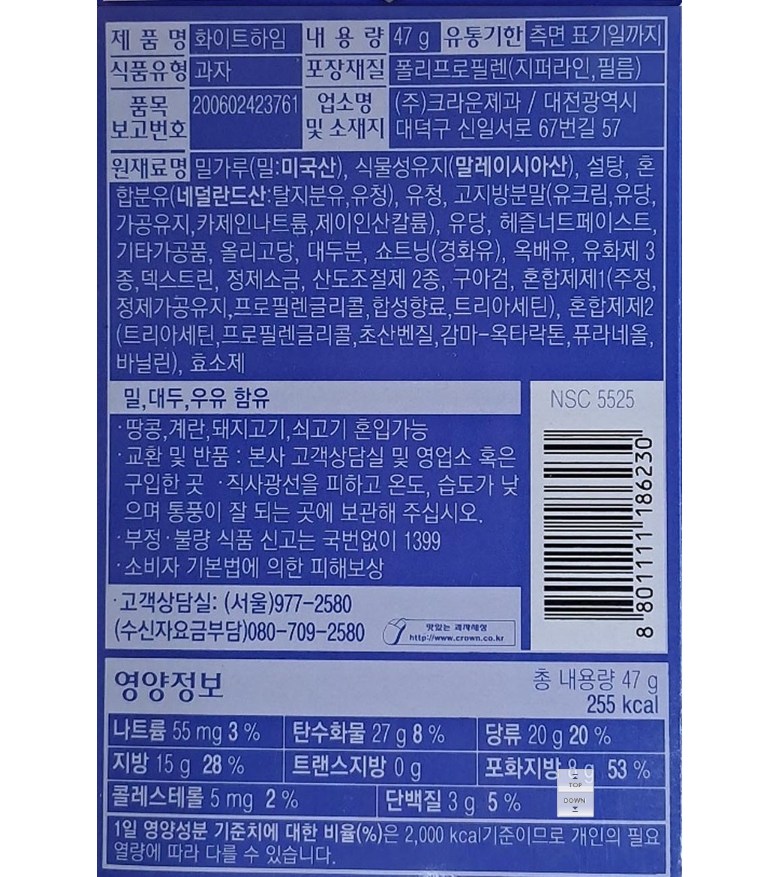 제 품 명 화이트하임 내 용 량 47 g 유통기한 측면 표기일까지
식품유형 과자 포장재질 폴리프로필렌(지퍼라인,필름)
품목 보고번호 200602423761 업소명 및 소재지 (주)크라운제과 / 대전광역시
대덕구 신일서로 67번길 57
원재료명 밀가루(밀:미국산), 식물성유지(말레이시아산), 설탕, 혼
합분유(네덜란드산:탈지분유,유청), 유청, 고지방분말(유크림,유당,
가공유지,카제인나트륨,제이인산칼륨), 유당, 헤즐너트페이스트,
기타가공품, 올리고당, 대두분, 쇼트닝(경화유), 옥배유, 유화제 3
종,덱스트린, 정제소금, 산도조절제 2종, 구아검, 혼합제제1(주정,
정제가공유지,프로필렌글리콜,합성향료,트리아세틴), 혼합제제2
(트리아세틴,프로필렌글리콜,초산벤질,감마-옥타락톤,퓨라네올,
바닐린), 효소제
밀,대두,우유 함유
·땅콩,계란,돼지고기,쇠고기 혼입가능
·교환 및 반품 : 본사 고객상담실 및 영업소 혹은
구입한 곳 ·직사광선을 피하고 온도, 습도가 낮
으며 통풍이 잘 되는 곳에 보관해 주십시오.
·부정·불량 식품 신고는 국번없이 1399
·소비자 기본법에 의한 피해보상
·고객상담실: (서울)977-2580
(수신자요금부담)080-709-2580
맛있는 과자세상
http://www.crown.co.kr
NSC 5525
8 801111 186230
영양정보 총 내용량 47 g
255 kcal
나트륨 55 mg 3 % 탄수화물 27 g 8 % 당류 20 g 20 %
지방 15 g 28 % 트랜스지방 0 g 포화지방 8 g 53 %
콜레스테롤 5 mg 2 % 단백질 3 g 5 %
TOP
DOWN
1일 영양성분 기준치에 대한 비율(%)은 2,000 kcal기준이므로 개인의 필요
열량에 따라 다를 수 있습니다.